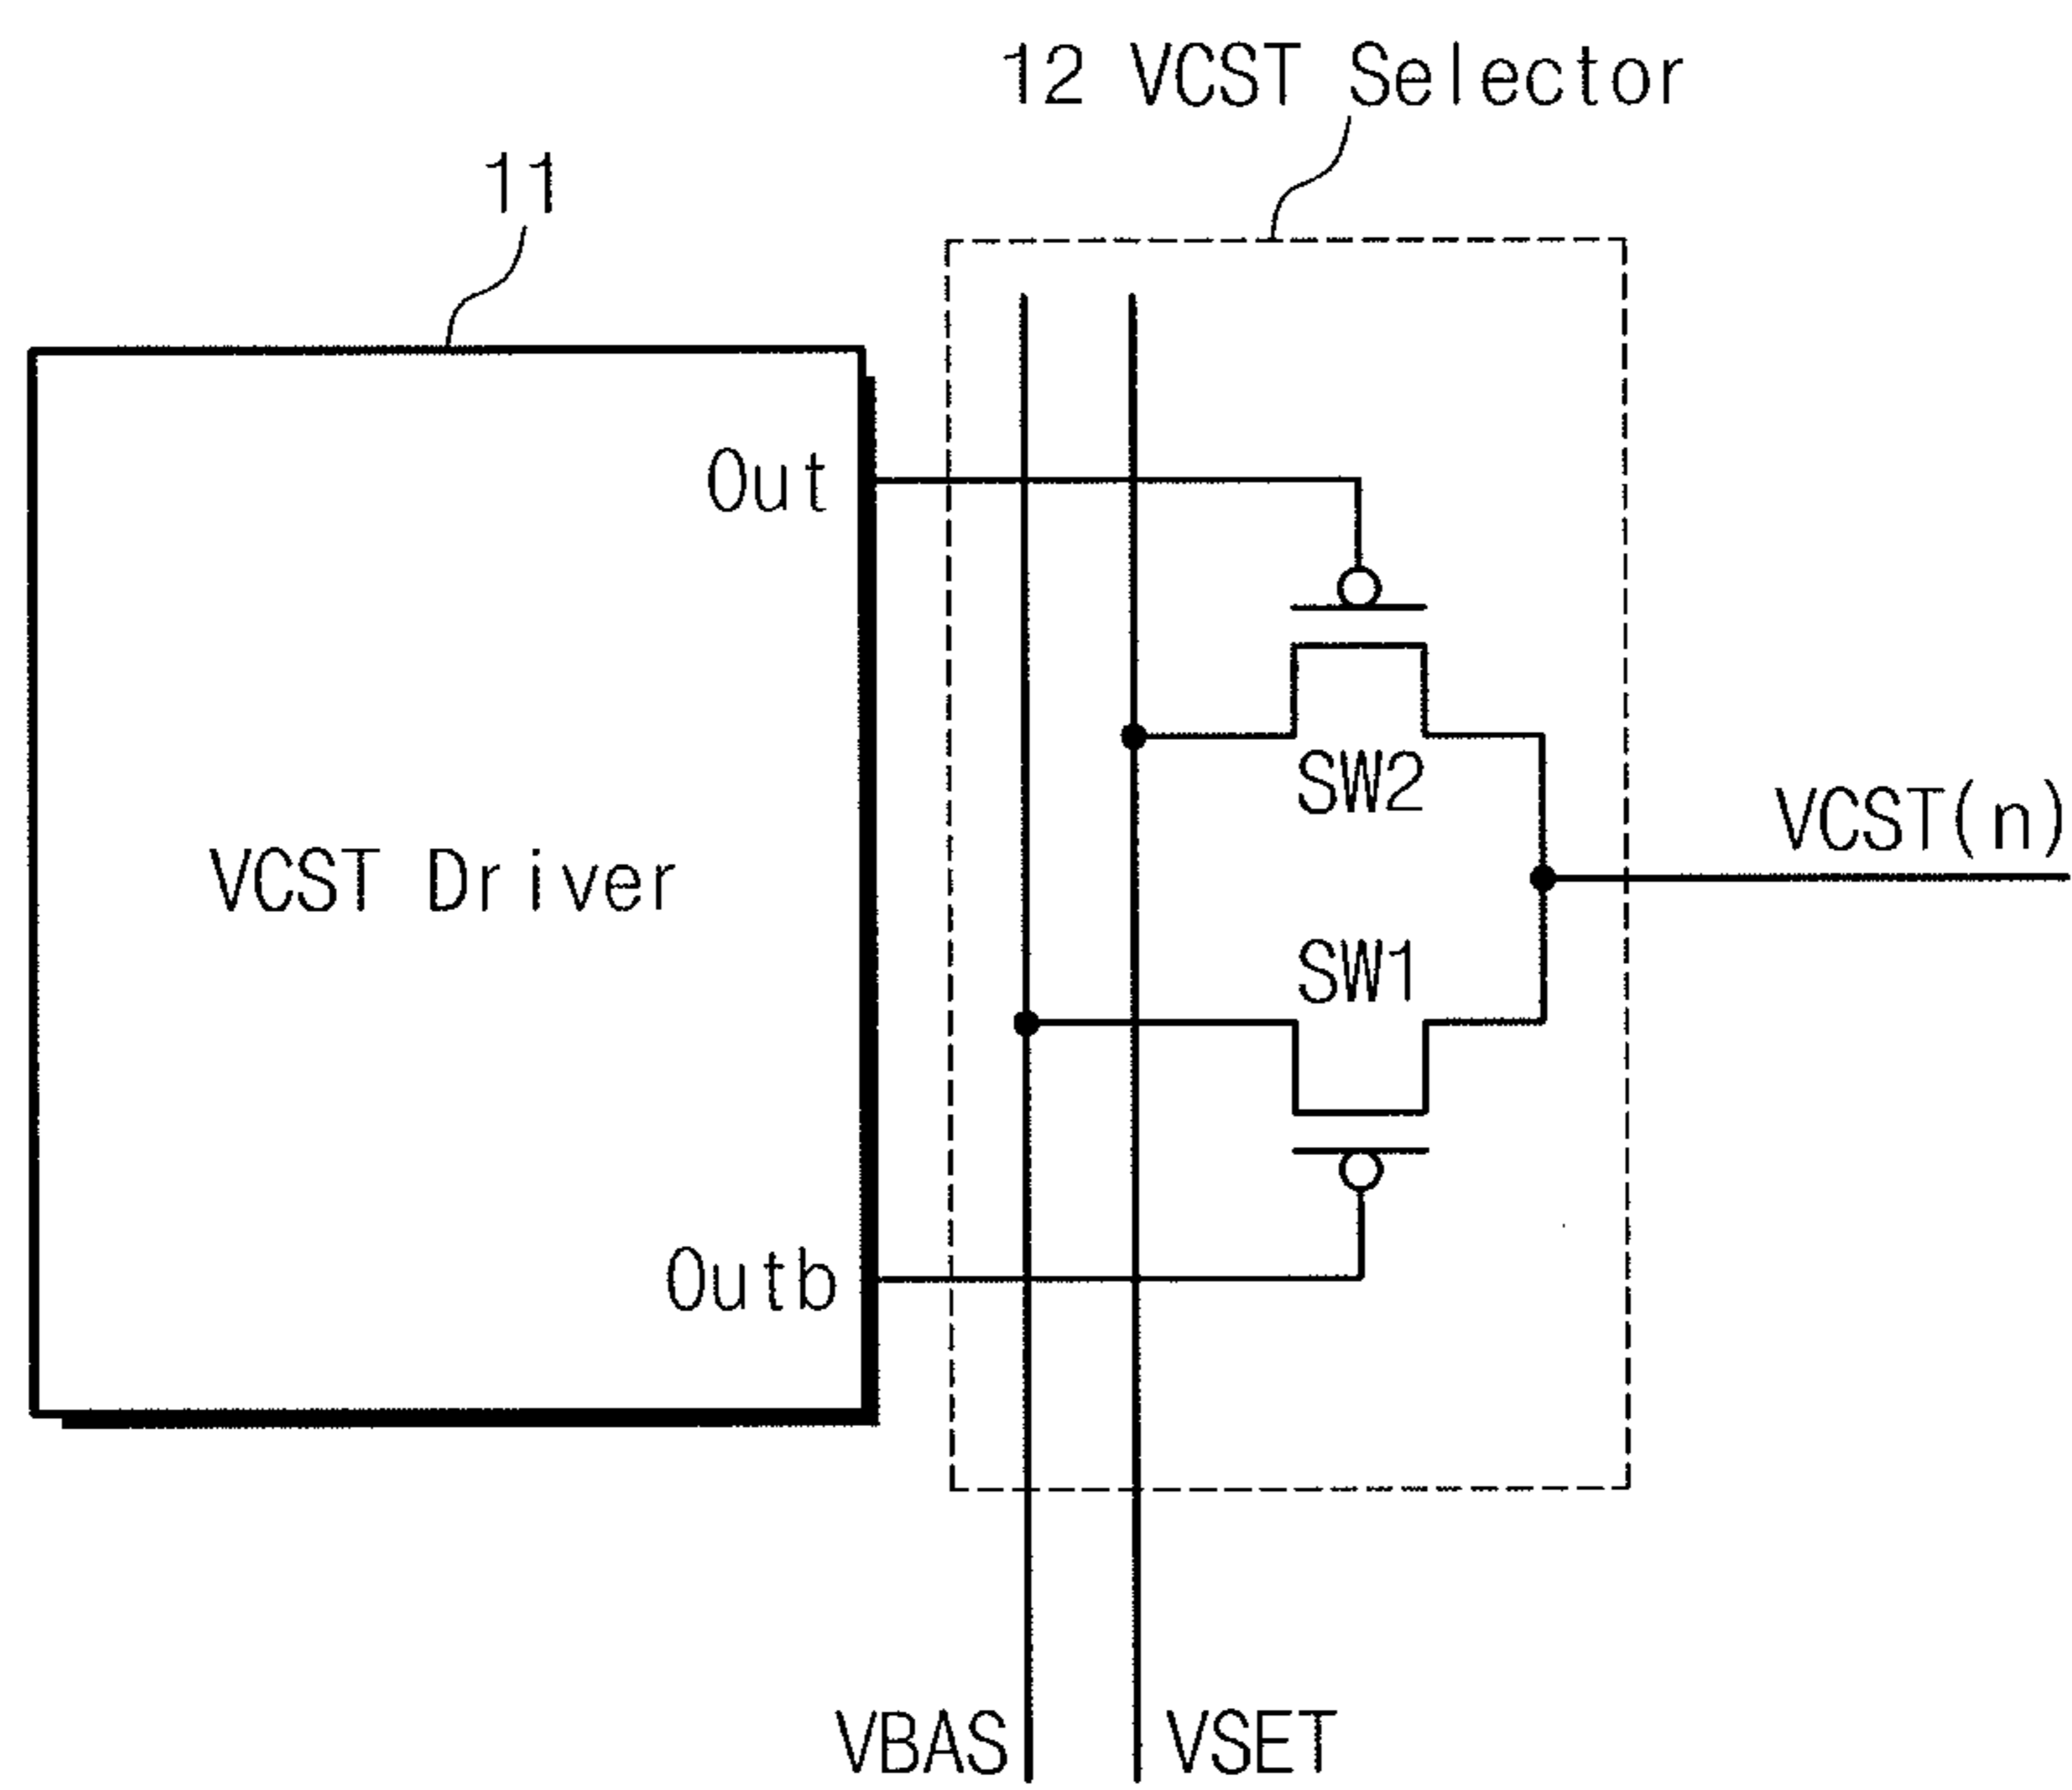 12 VCST Selector
11
Out
SW2
VCST(n)
VCST Driver
SW1
Outb
VBAS
VSET